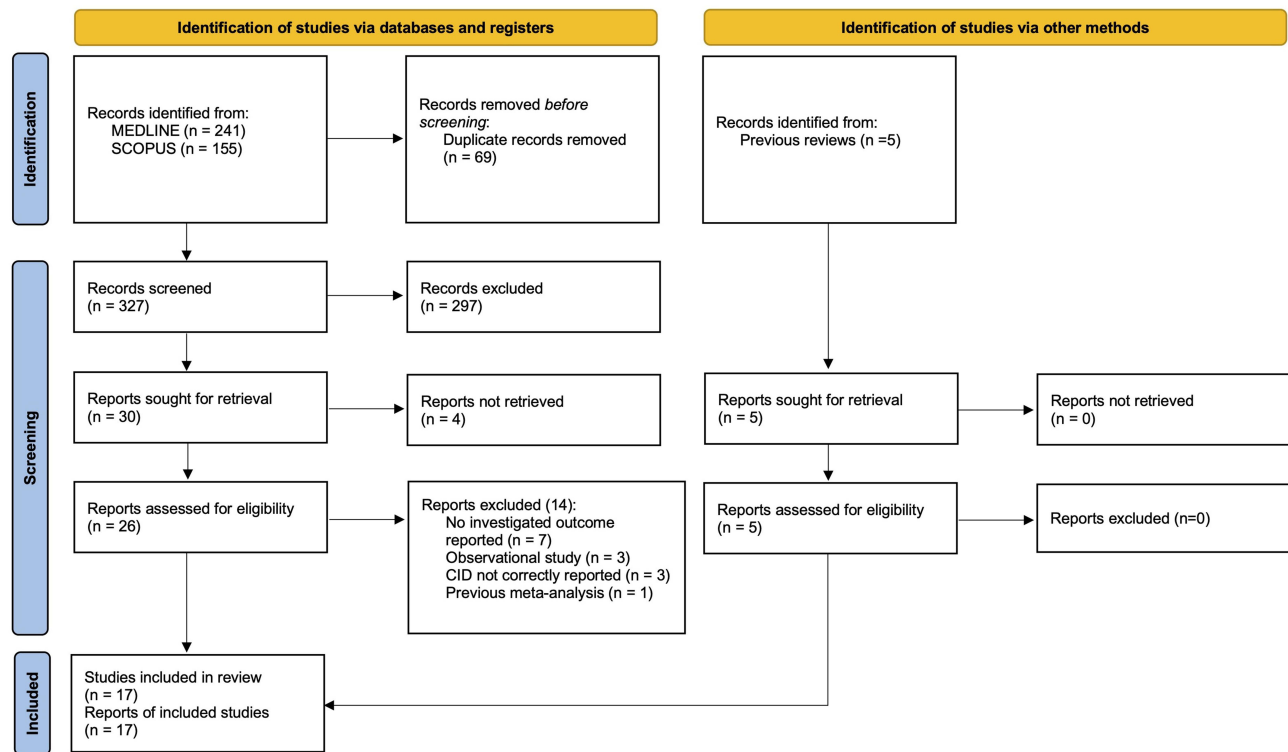 Identification of studies via databases and registers
Identification of studies via other methods
Identification
Records identified from:
MEDLINE (n = 241)
SCOPUS (n = 155)
Records removed before
screening:
Duplicate records removed
(n = 69)
Records identified from:
Previous reviews (n =5)
Screening
Records screened
(n = 327)
Records excluded
(n = 297)
Reports sought for retrieval
(n = 30)
Reports not retrieved
(n = 4)
Reports sought for retrieval
(n = 5)
Reports not retrieved
(n = 0)
Reports assessed for eligibility
(n = 26)
Reports excluded (14):
No investigated outcome
reported (n = 7)
Observational study (n = 3)
CID not correctly reported (n = 3)
Previous meta-analysis (n = 1)
Reports assessed for eligibility
(n = 5)
Reports excluded (n=0)
Included
Studies included in review
(n = 17)
Reports of included studies
(n = 17)